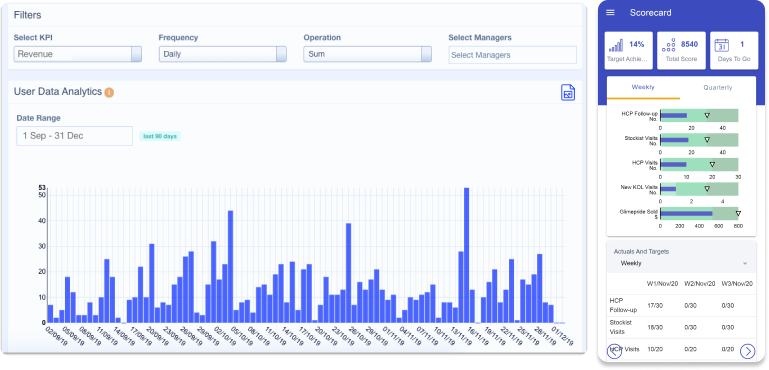 Filters
Select KPI Frequency Operation Select Managers
Revenue Daily Sum Select Managers
User Data Analytics i
Date Range
1 Sep - 31 Dec last 90 days
53
50
40
30
20
10
0
02/09/19 05/09/19 08/09/19 11/09/19 14/09/19 17/09/19 20/09/19 23/09/19 26/09/19 29/09/19 02/10/19 05/10/19 08/10/19 11/10/19 14/10/19 17/10/19 20/10/19 23/10/19 26/10/19 29/10/19 01/11/19 04/11/19 07/11/19 10/11/19 13/11/19 16/11/19 19/11/19 22/11/19 25/11/19 28/11/19 01/12/19
Scorecard
14% 8540 31 1
Target Achie... Total Score Days To Go
Weekly Quarterly
HCP Follow-up
No.
0 20 40
Stockist Visits
No.
0 20 40
HCP Visits
No.
0 10 20 30
New KOL Visits
No.
0 2 4
Glimepride Sold
$
0 200 400 600 800
Actuals And Targets
Weekly
W1/Nov/20 W2/Nov/20 W3/Nov/20
HCP
Follow-up 17/30 0/30 0/30
Stockist
Visits 18/30 0/30 0/30
HCP Visits 10/20 0/20 0/20